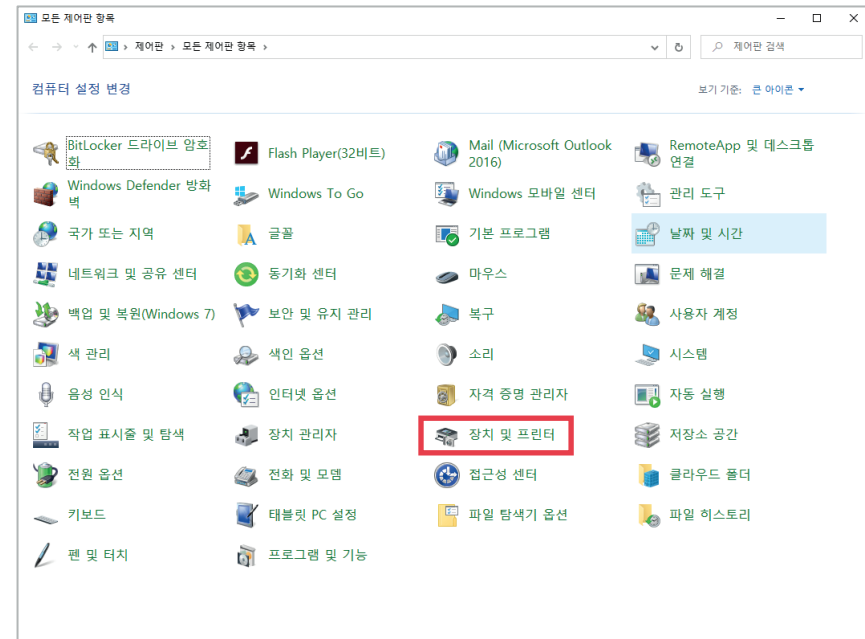 모든 제어판 항목
제어판 › 모든 제어판 항목 ›
제어판 검색
컴퓨터 설정 변경
보기 기준: 큰 아이콘
BitLocker 드라이브 암호
화
Flash Player(32비트)
Mail (Microsoft Outlook
2016)
RemoteApp 및 데스크톱
연결
Windows Defender 방화
벽
Windows To Go
Windows 모바일 센터
관리 도구
국가 또는 지역
글꼴
기본 프로그램
날짜 및 시간
네트워크 및 공유 센터
동기화 센터
마우스
문제 해결
백업 및 복원(Windows 7)
보안 및 유지 관리
복구
사용자 계정
색 관리
색인 옵션
소리
시스템
음성 인식
인터넷 옵션
자격 증명 관리자
자동 실행
작업 표시줄 및 탐색
장치 관리자
장치 및 프린터
저장소 공간
전원 옵션
전화 및 모뎀
접근성 센터
클라우드 폴더
키보드
태블릿 PC 설정
파일 탐색기 옵션
파일 히스토리
펜 및 터치
프로그램 및 기능